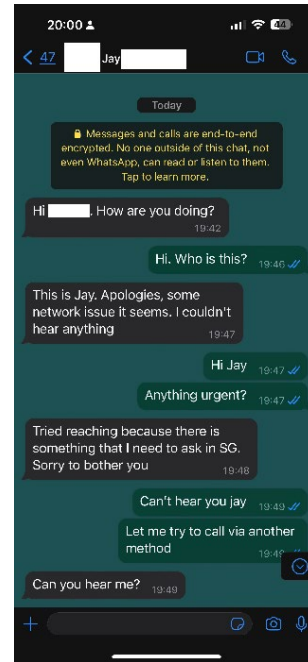 20:00
44
47
Jay
Today
Messages and calls are end-to-end
encrypted. No one outside of this chat, not
even WhatsApp, can read or listen to them.
Tap to learn more.
Hi . How are you doing?
19:42
Hi. Who is this? 19:46
This is Jay. Apologies, some
network issue it seems. I couldn't
hear anything
19:47
Hi Jay 19:47
Anything urgent? 19:47
Tried reaching because there is
something that I need to ask in SG.
Sorry to bother you
19:48
Can't hear you jay 19:49
Let me try to call via another
method
19:49
Can you hear me? 19:49